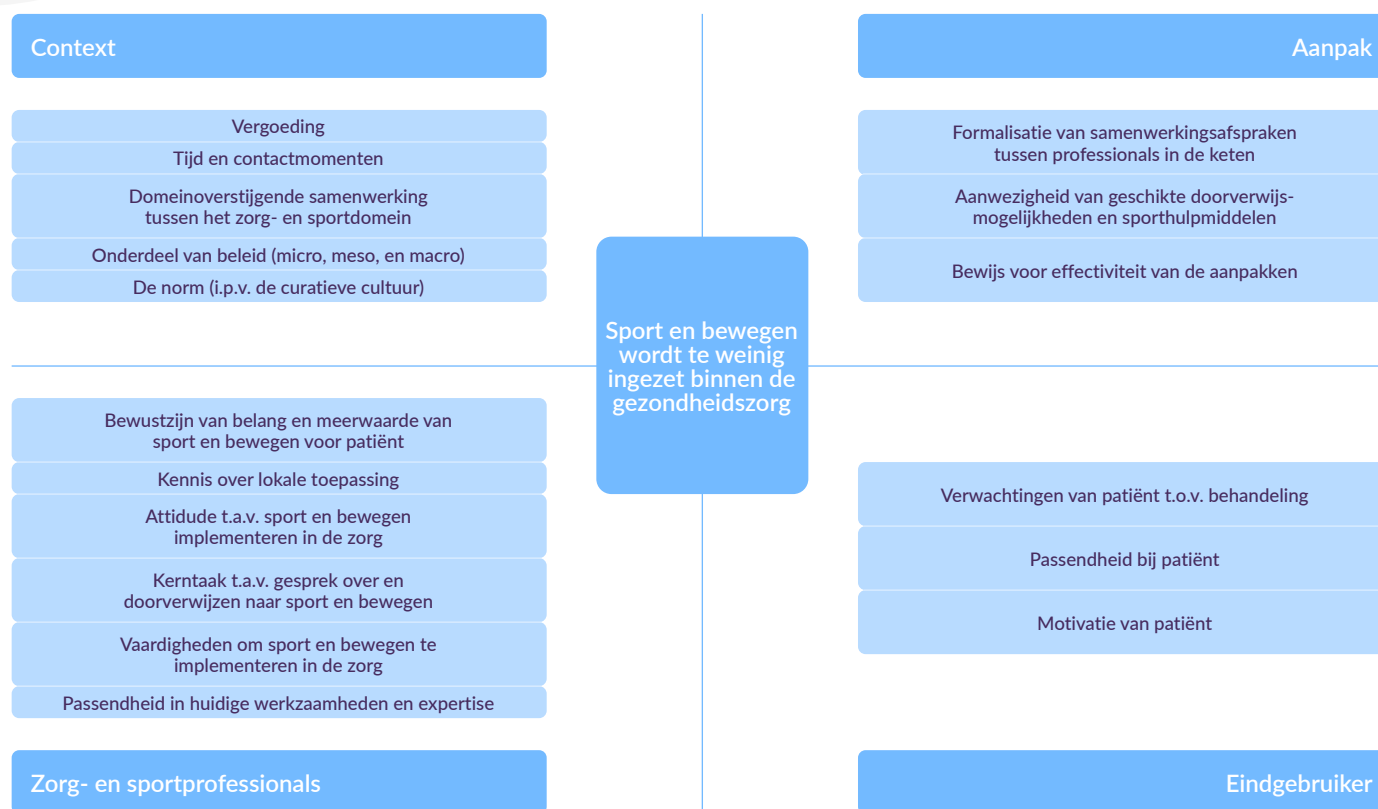 Context
Vergoeding
Tijd en contactmomenten
Domeinoverstijgende samenwerking
tussen het zorg- en sportdomein
Onderdeel van beleid (micro, meso, en macro)
De norm (i.p.v. de curatieve cultuur)
Aanpak
Formalisatie van samenwerkingsafspraken
tussen professionals in de keten
Aanwezigheid van geschikte doorverwijs-
mogelijkheden en sporthulpmiddelen
Bewijs voor effectiviteit van de aanpakken
Sport en bewegen
wordt te weinig
ingezet binnen de
gezondheidszorg
Bewustzijn van belang en meerwaarde van
sport en bewegen voor patiënt
Kennis over lokale toepassing
Attidude t.a.v. sport en bewegen
implementeren in de zorg
Kerntaak t.a.v. gesprek over en
doorverwijzen naar sport en bewegen
Vaardigheden om sport en bewegen te
implementeren in de zorg
Passendheid in huidige werkzaamheden en expertise
Zorg- en sportprofessionals
Verwachtingen van patiënt t.o.v. behandeling
Passendheid bij patiënt
Motivatie van patiënt
Eindgebruiker